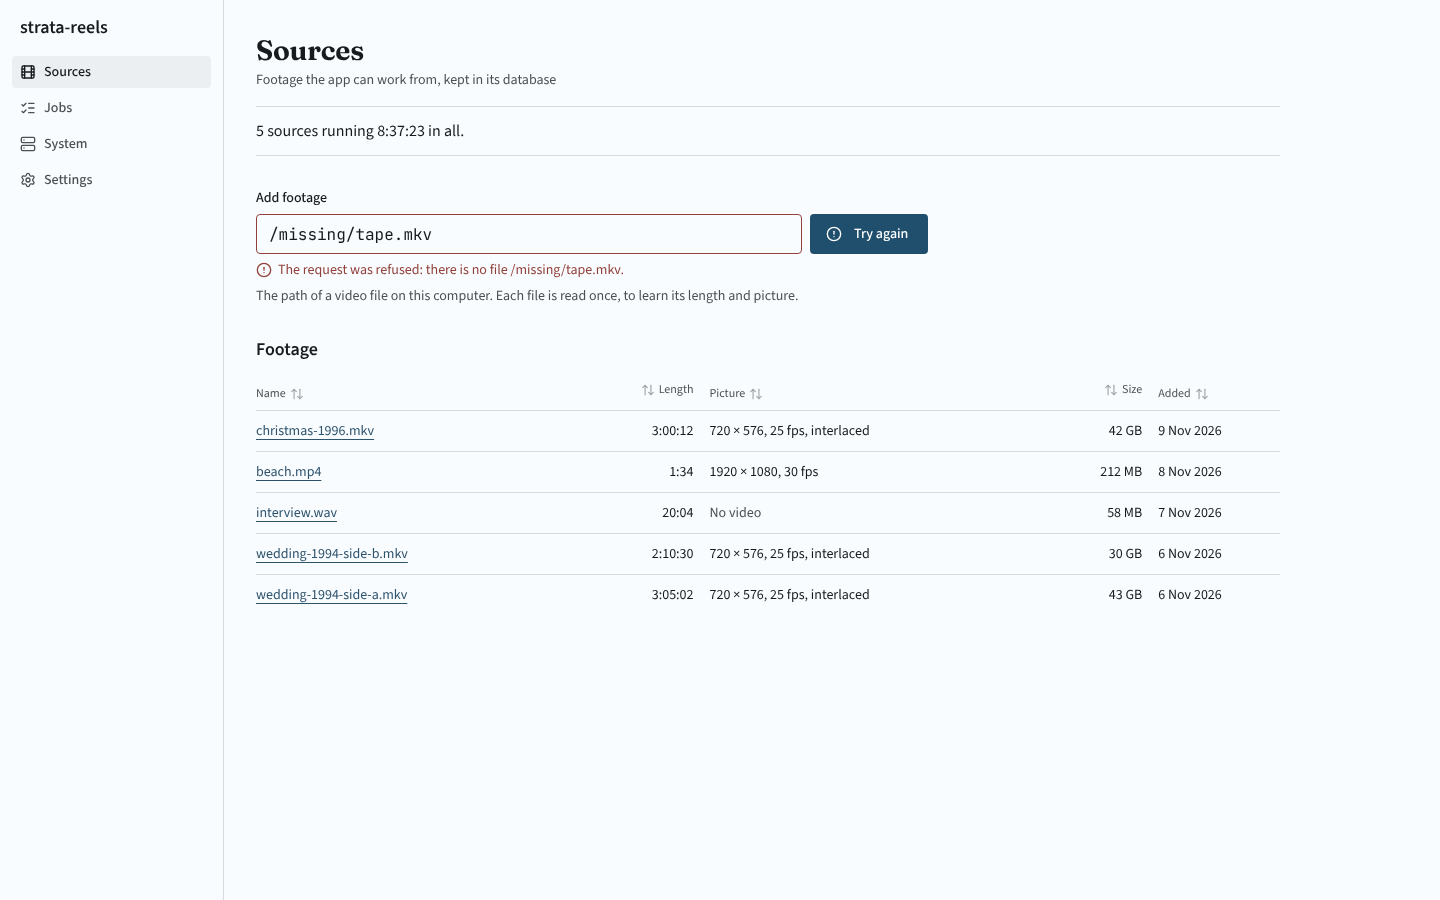 strata-reels
Sources
Jobs
System
Settings
Sources
Footage the app can work from, kept in its database
5 sources running 8:37:23 in all.
Add footage
/missing/tape.mkv
Try again
The request was refused: there is no file /missing/tape.mkv.
The path of a video file on this computer. Each file is read once, to learn its length and picture.
Footage
Name Length Picture Size Added
christmas-1996.mkv 3:00:12 720 × 576, 25 fps, interlaced 42 GB 9 Nov 2026
beach.mp4 1:34 1920 × 1080, 30 fps 212 MB 8 Nov 2026
interview.wav 20:04 No video 58 MB 7 Nov 2026
wedding-1994-side-b.mkv 2:10:30 720 × 576, 25 fps, interlaced 30 GB 6 Nov 2026
wedding-1994-side-a.mkv 3:05:02 720 × 576, 25 fps, interlaced 43 GB 6 Nov 2026